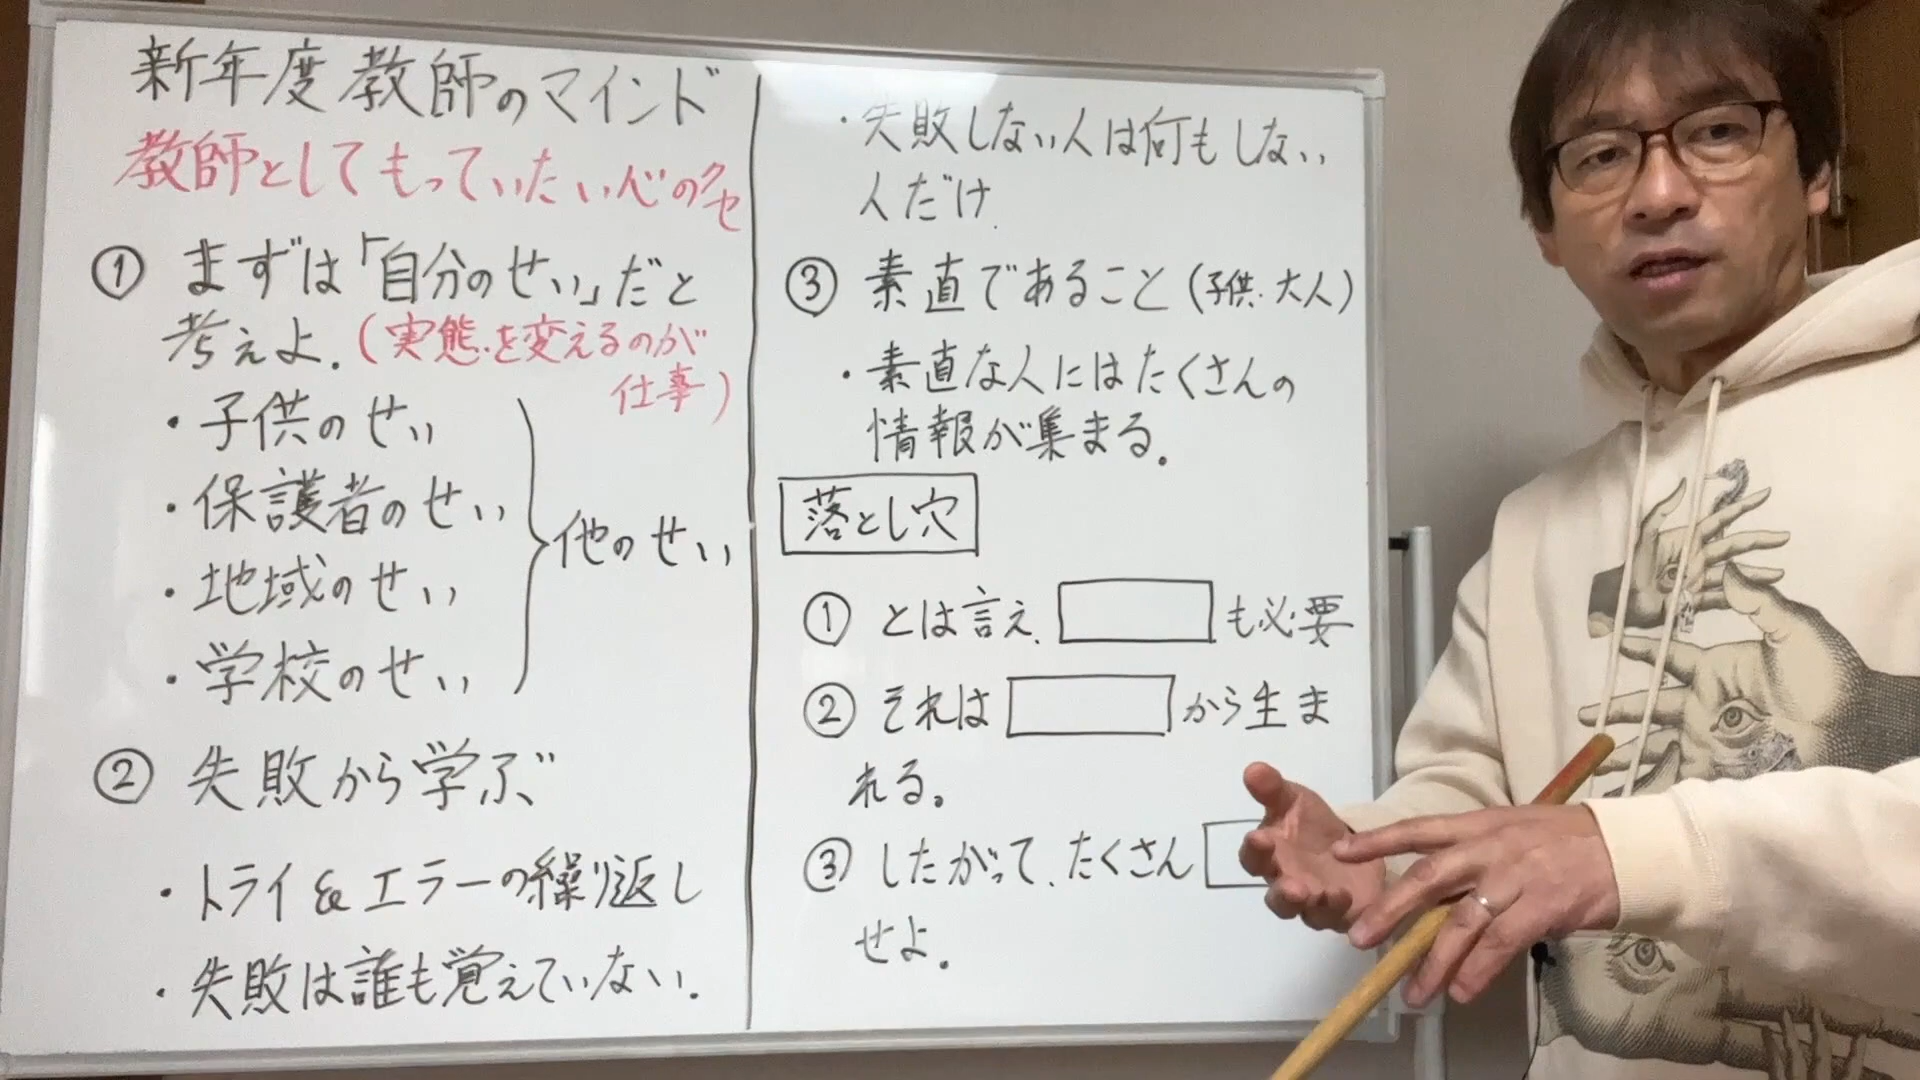 新年度教師のマインド
教師としてもっていたい心のクセ
① まずは「自分のせい」だと
考えよ.(実態を変えるのが
仕事)
・子供のせい
・保護者のせい
・地域のせい
・学校のせい
他のせい
② 失敗から学ぶ
・トライ&エラーの繰り返し
・失敗は誰も覚えていない.
・失敗しない人は何もしない
人だけ.
③ 素直であること(子供・大人)
・素直な人にはたくさんの
情報が集まる。
落とし穴
① とは言え、 も必要
② それは から生ま
れる。
③ したがって、たくさん
せよ。